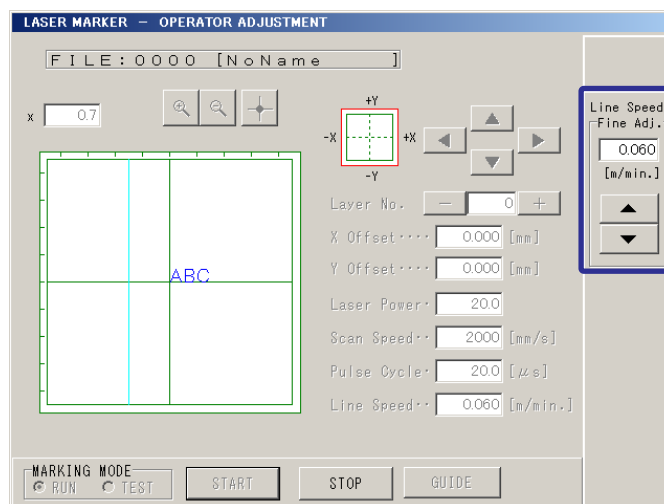 LASER MARKER － OPERATOR ADJUSTMENT
FILE:0000 [NoName      ]
x 0.7
+Y
-X
+X
-Y
ABC
Layer No. － 0 ＋
X Offset···· 0.000 [mm]
Y Offset···· 0.000 [mm]
Laser Power· 20.0
Scan Speed·· 2000 [mm/s]
Pulse Cycle· 20.0 [μs]
Line Speed·· 0.060 [m/min.]
Line Speed
Fine Adj.
0.060
[m/min.]
MARKING MODE
RUN TEST
START
STOP
GUIDE